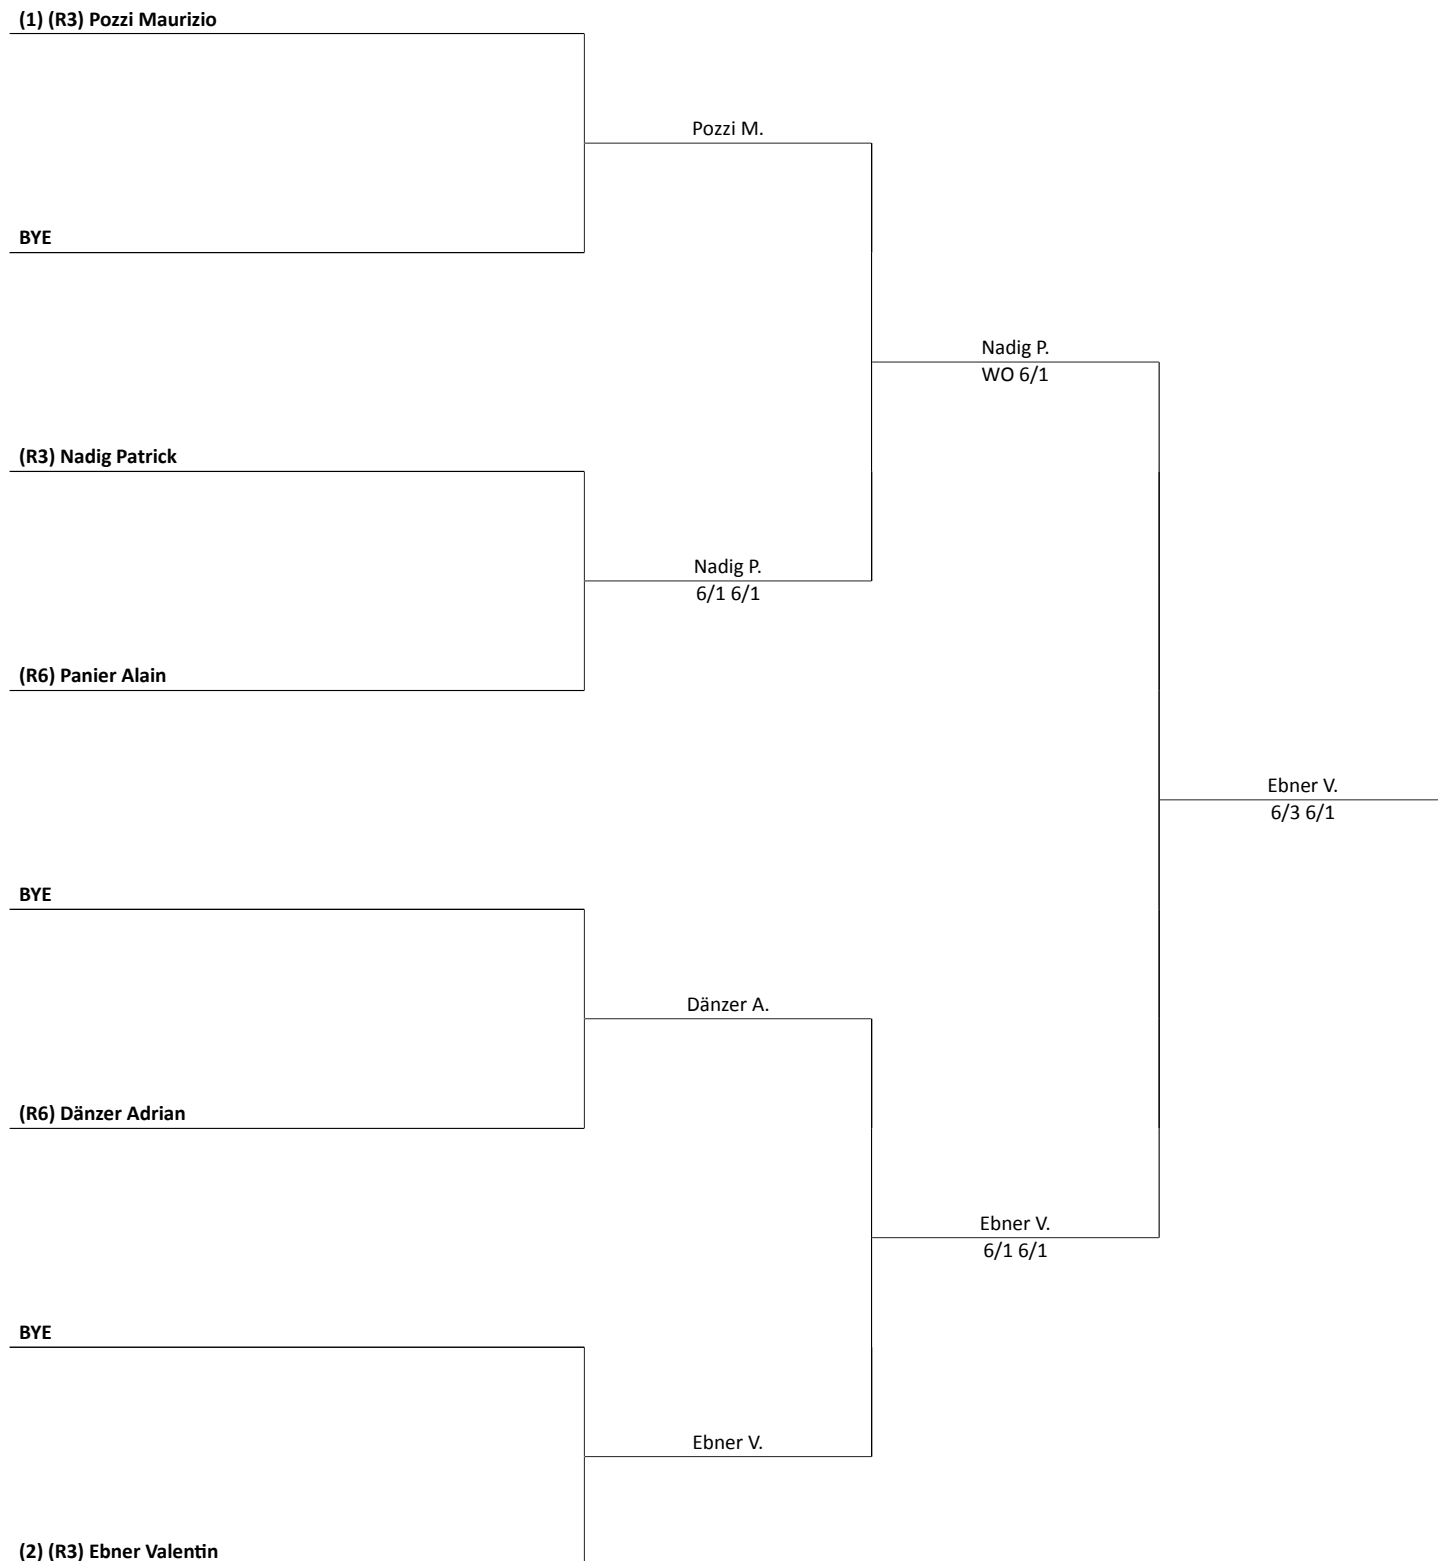 (1) (R3) Pozzi Maurizio
Pozzi M.
BYE
Nadig P.
WO 6/1
(R3) Nadig Patrick
Nadig P.
6/1 6/1
(R6) Panier Alain
Ebner V.
6/3 6/1
BYE
Dänzer A.
(R6) Dänzer Adrian
Ebner V.
6/1 6/1
BYE
Ebner V.
(2) (R3) Ebner Valentin